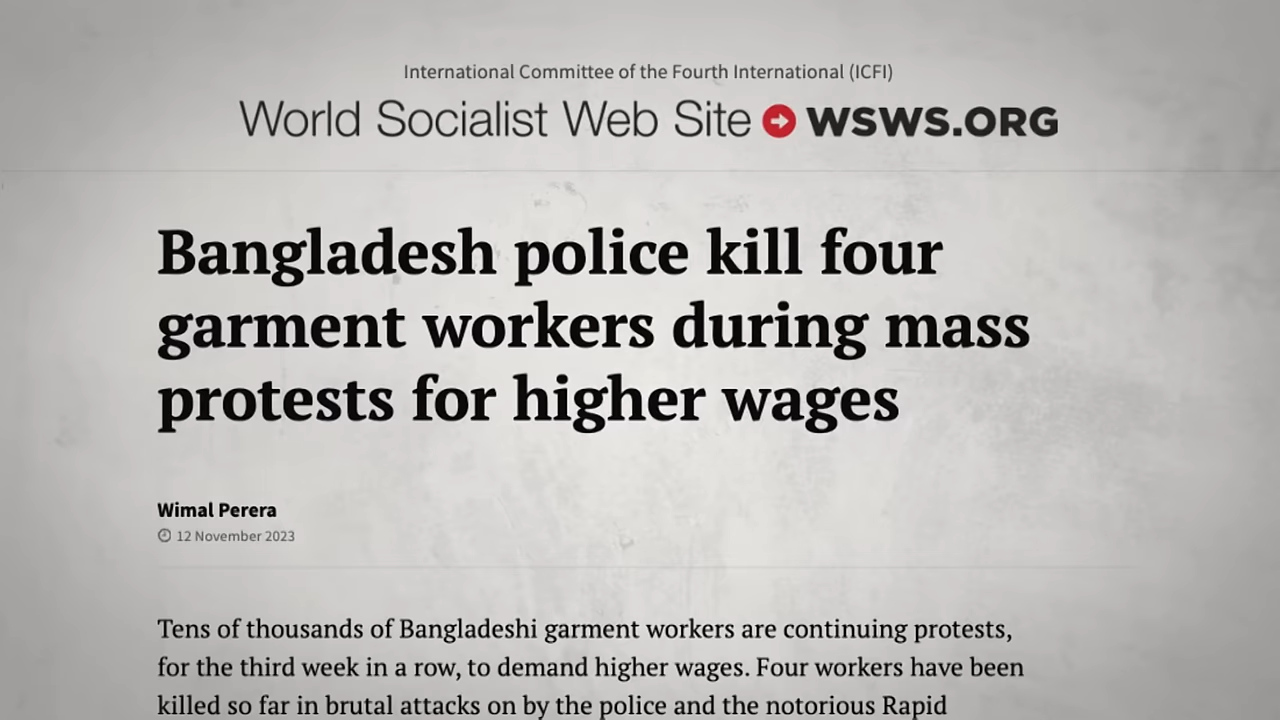 International Committee of the Fourth International (ICFI)
World Socialist Web Site WSWS.ORG
Bangladesh police kill four
garment workers during mass
protests for higher wages
Wimal Perera
12 November 2023
Tens of thousands of Bangladeshi garment workers are continuing protests,
for the third week in a row, to demand higher wages. Four workers have been
killed so far in brutal attacks on by the police and the notorious Rapid